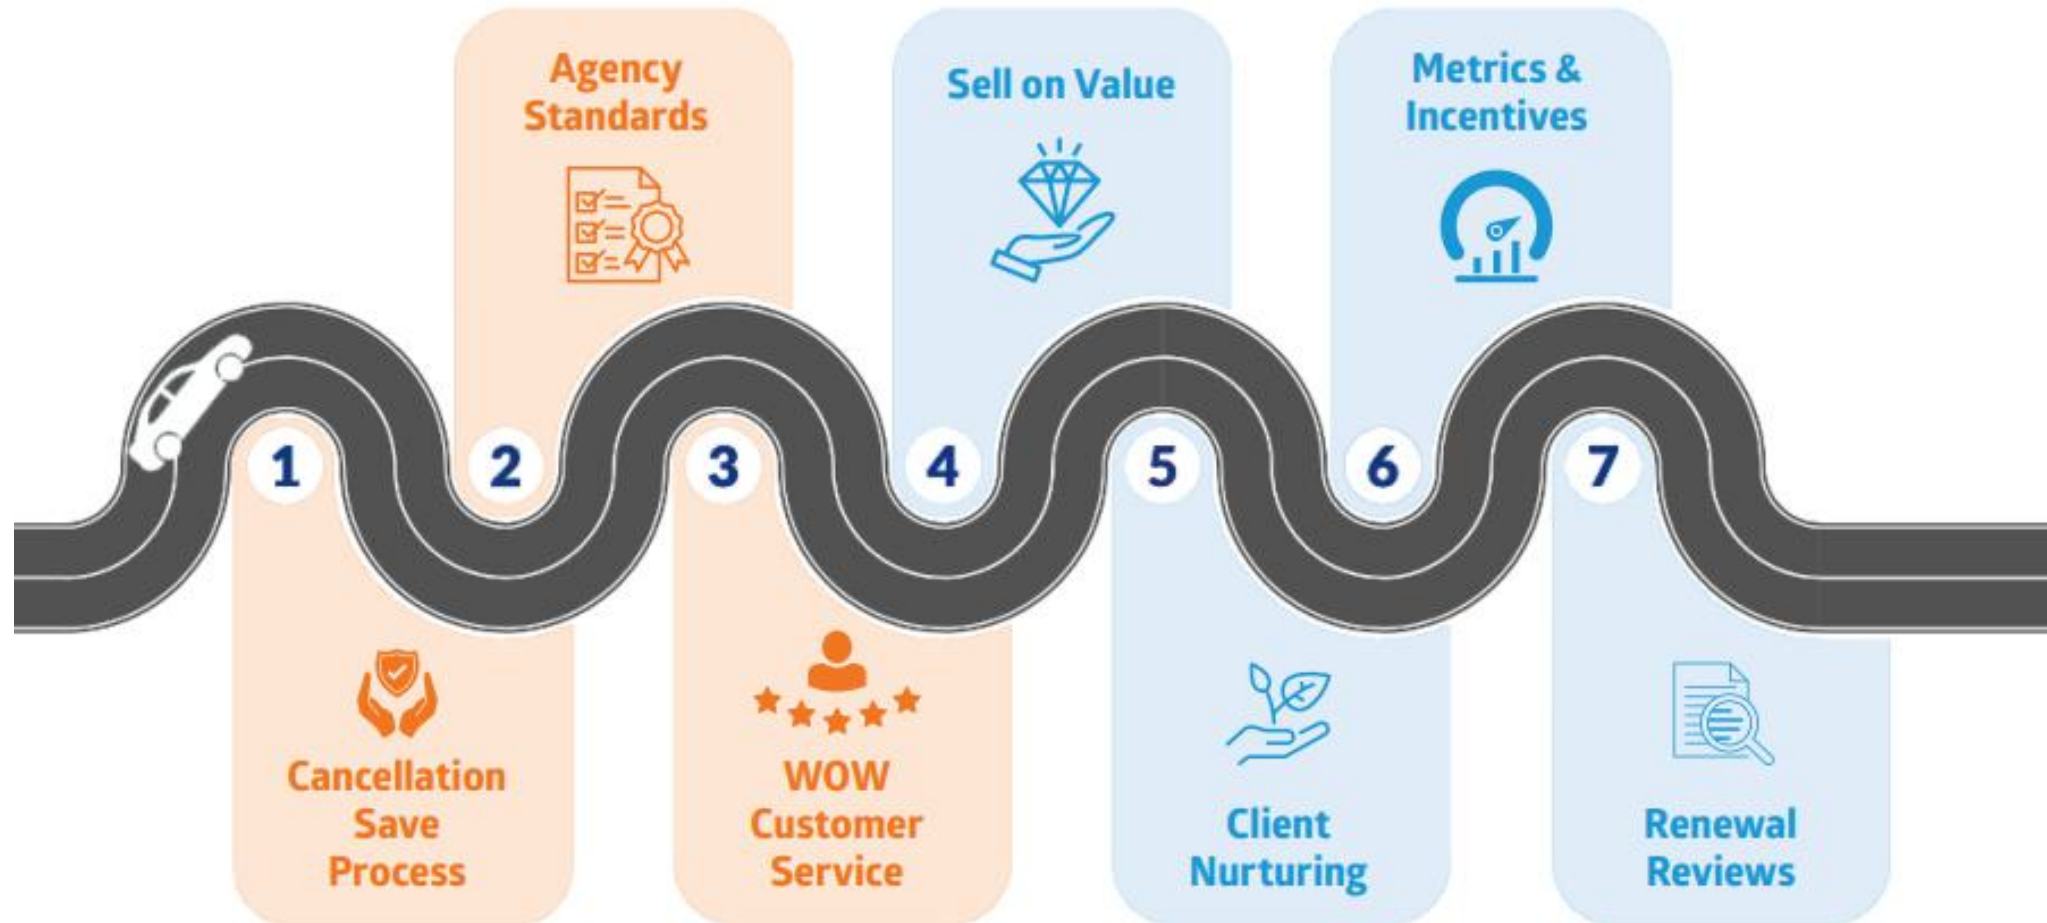 Agency
Standards
Sell on Value
Metrics &
Incentives
1
2
3
4
5
6
7
Cancellation
Save
Process
WOW
Customer
Service
Client
Nurturing
Renewal
Reviews